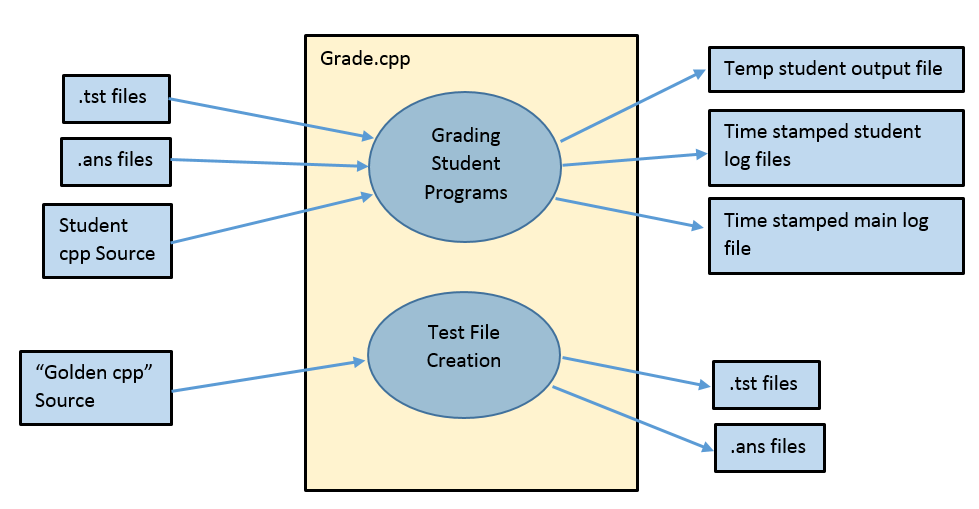 Grade.cpp
.tst files
.ans files
Student
cpp Source
Grading
Student
Programs
Temp student output file
Time stamped student
log files
Time stamped main log
file
“Golden cpp”
Source
Test File
Creation
.tst files
.ans files